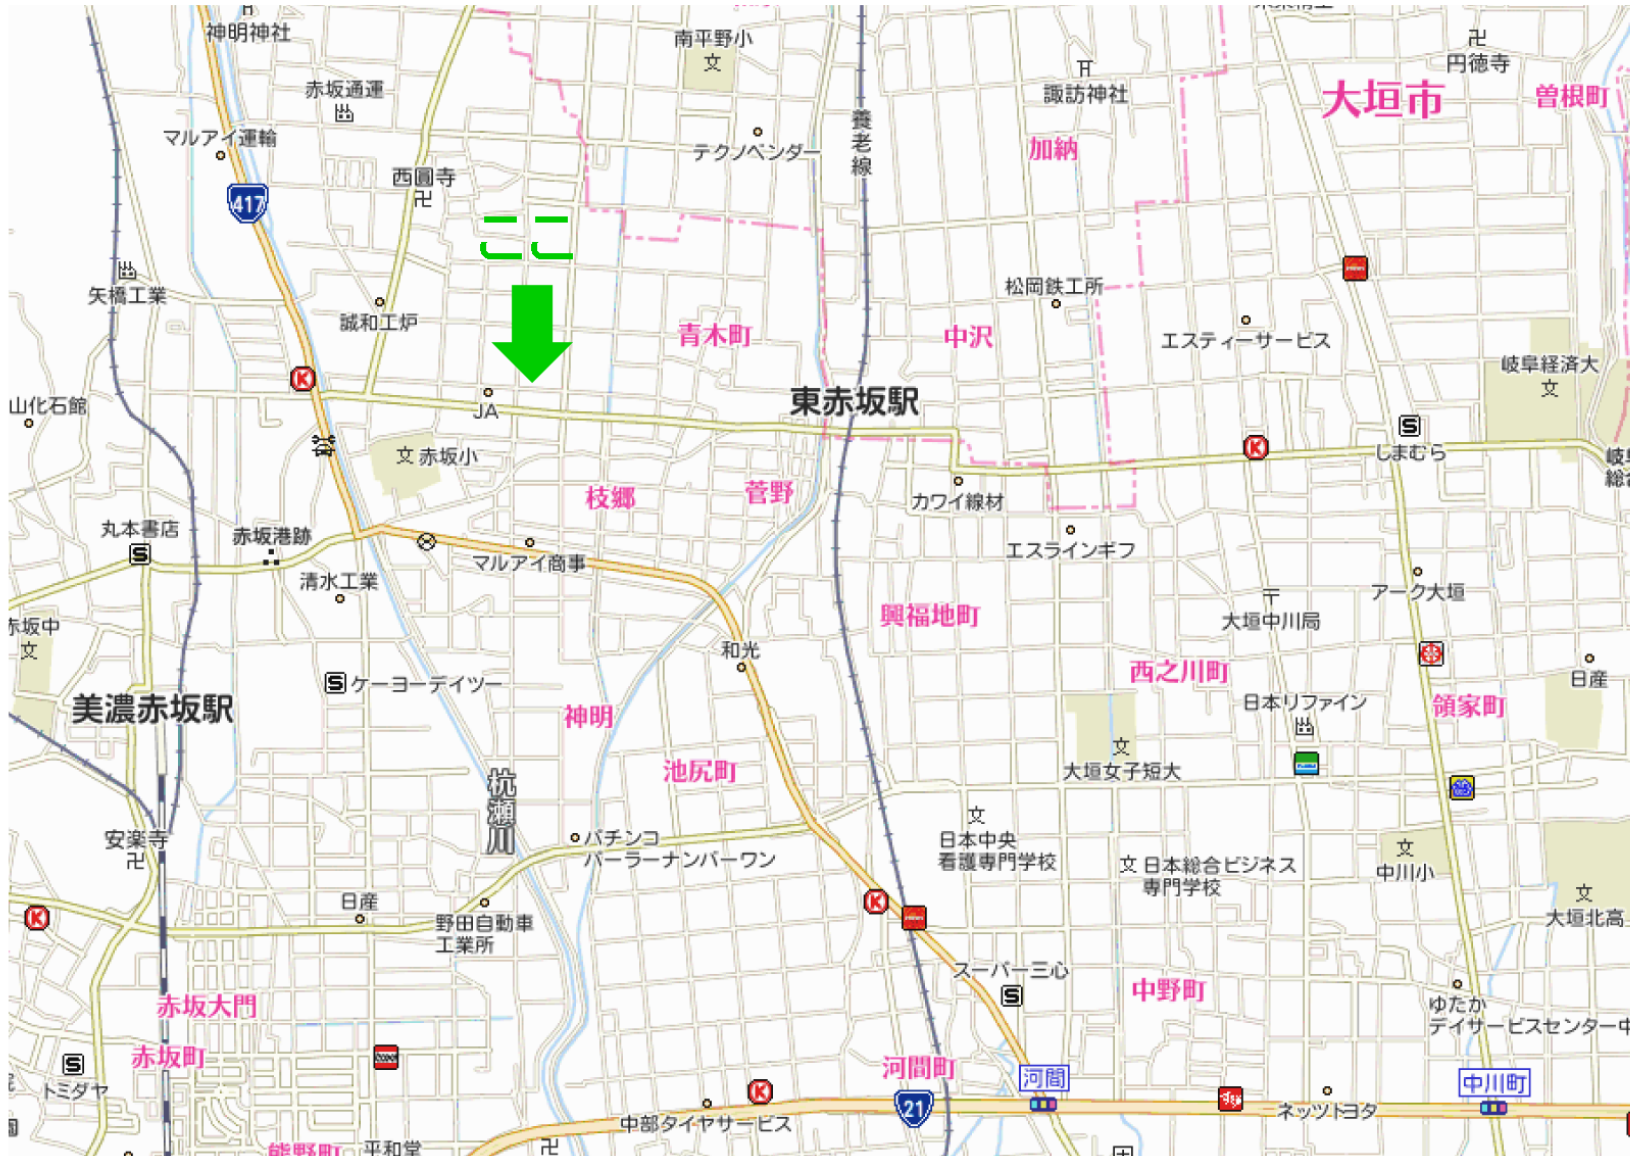 神明神社
南平野小
文
円徳寺
大垣市
曽根町
赤坂通運
諏訪神社
マルアイ運輸
養老線
テクノベンダー
加納
西圓寺
417
ここ
矢橋工業
松岡鉄工所
誠和工炉
青木町
中沢
エスティーサービス
岐阜経済大
文
K
東赤坂駅
山化石館
JA
S
しまむら
K
文 赤坂小
枝郷
菅野
カワイ線材
丸本書店
S
赤坂港跡
マルアイ商事
エスラインギフ
清水工業
アーク大垣
興福地町
大垣中川局
赤坂中
文
和光
西之川町
日産
S ケーヨーデイツー
美濃赤坂駅
神明
日本リファイン
領家町
文
大垣女子短大
池尻町
杭瀬川
安楽寺
パチンコ
パーラーナンバーワン
文
日本中央
看護専門学校
文 日本総合ビジネス
専門学校
文
中川小
文
大垣北高
K
日産
野田自動車
工業所
K
スーパー三心
S
中野町
ゆたか
デイサービスセンター中
赤坂大門
赤坂町
S
トミダヤ
河間町
河間
中川町
K
21
中部タイヤサービス
ネッツトヨタ
熊野町
平和堂